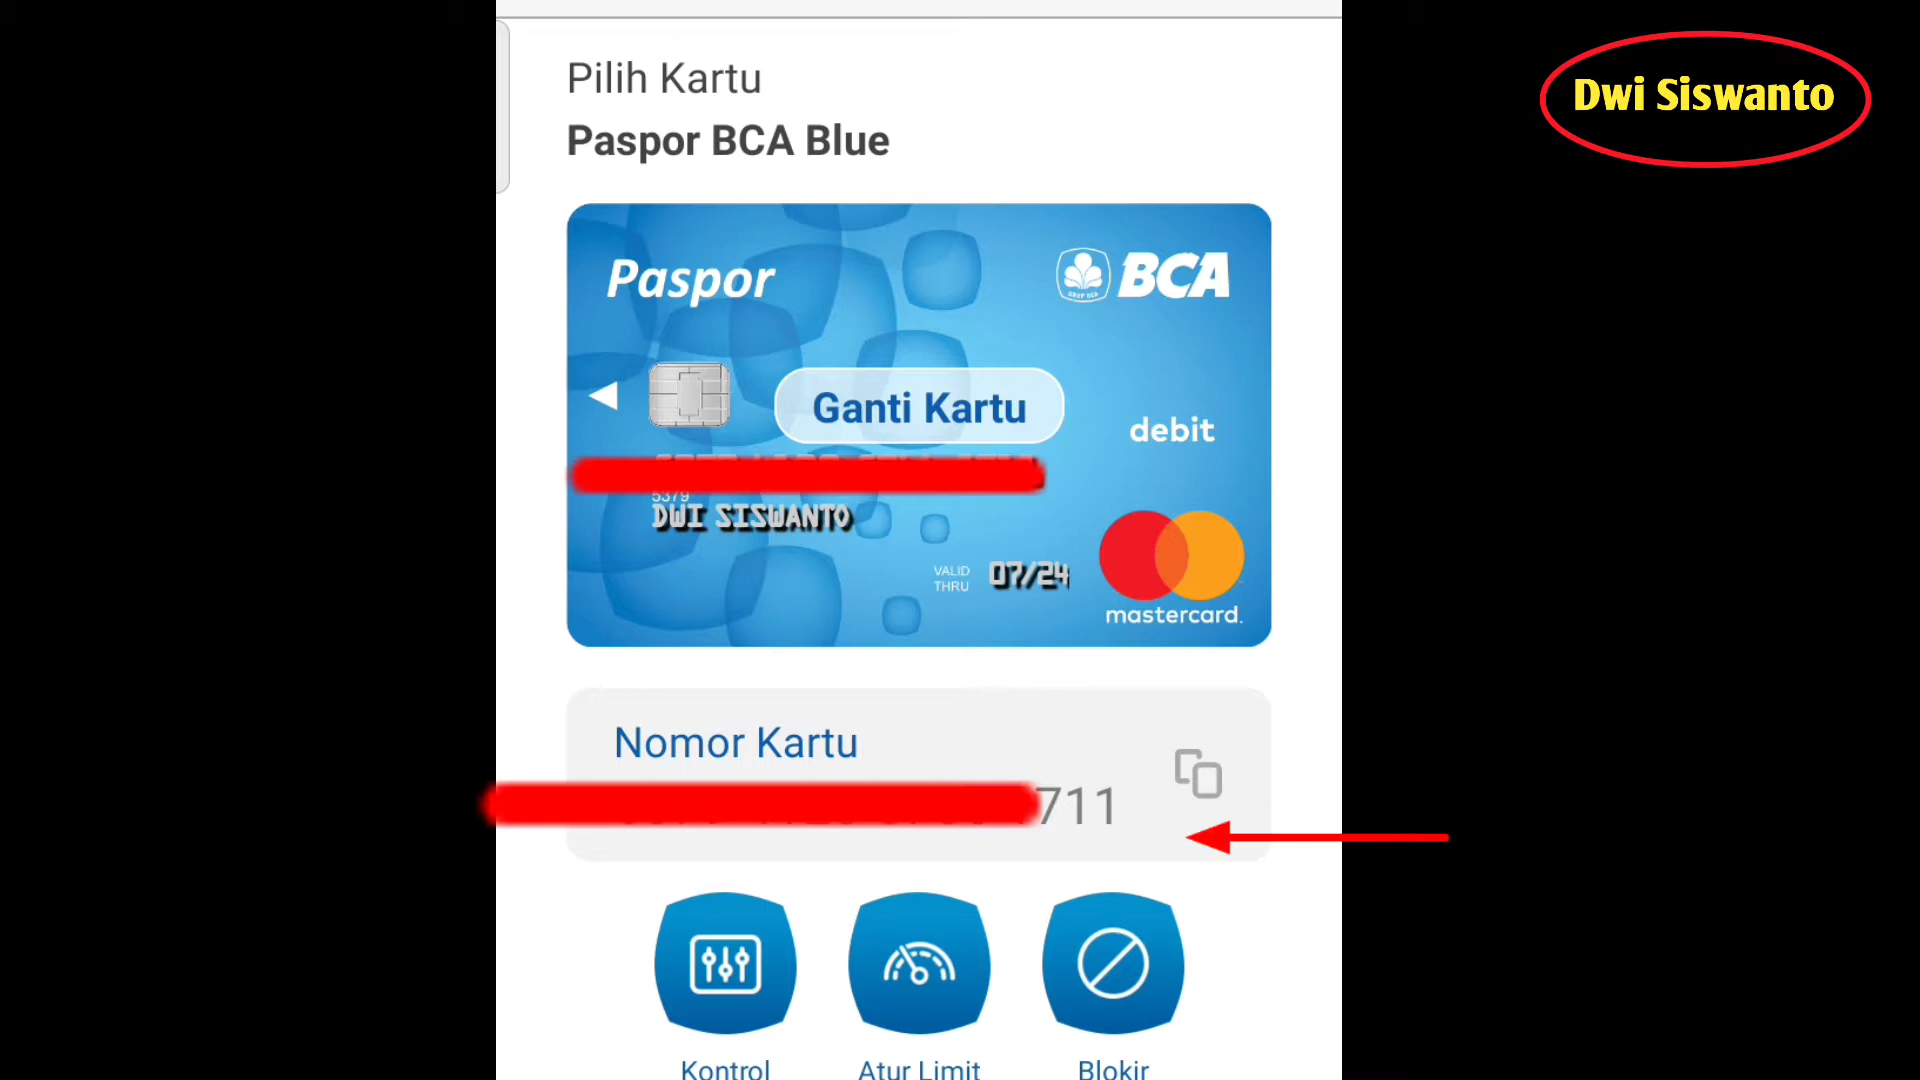 Dwi Siswanto
Pilih Kartu
Paspor BCA Blue
Paspor
BCA
Ganti Kartu
debit
5379
DWI SISWANTO
VALID THRU 07/24
mastercard.
Nomor Kartu
711
Kontrol
Atur Limit
Blokir